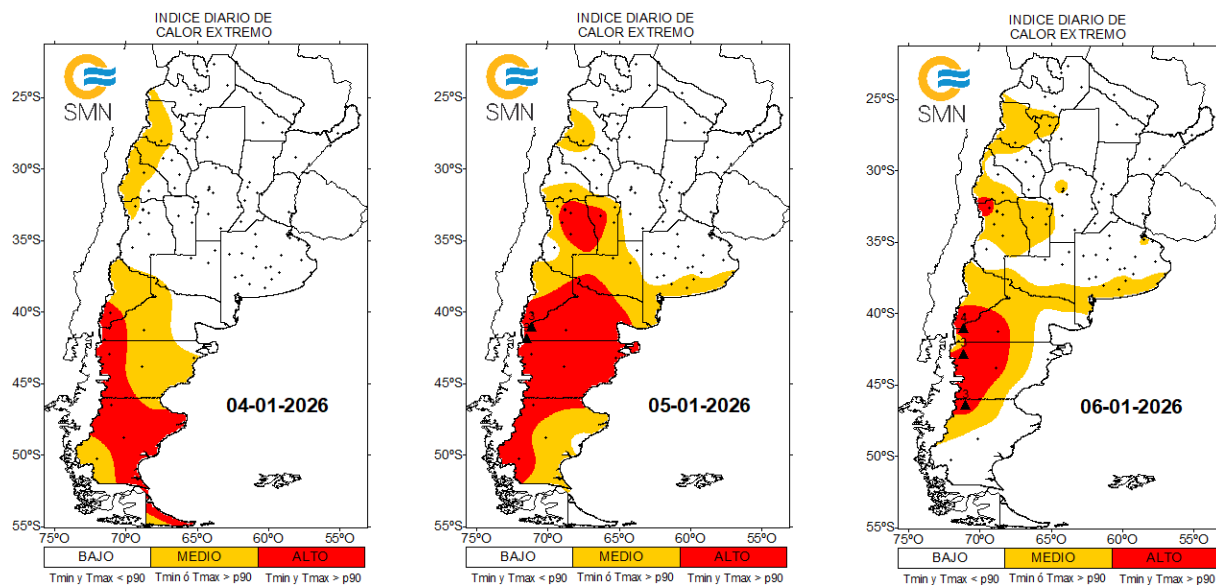 INDICE DIARIO DE
CALOR EXTREMO
SMN
25ºS
30ºS
35ºS
40ºS
45ºS
50ºS
55ºS
04-01-2026
75ºO
70ºO
65ºO
60ºO
55ºO
BAJO
MEDIO
ALTO
Tmin y Tmax < p90
Tmin ó Tmax > p90
Tmin y Tmax > p90
INDICE DIARIO DE
CALOR EXTREMO
SMN
25ºS
30ºS
35ºS
40ºS
45ºS
50ºS
55ºS
05-01-2026
75ºO
70ºO
65ºO
60ºO
55ºO
BAJO
MEDIO
ALTO
Tmin y Tmax < p90
Tmin ó Tmax > p90
Tmin y Tmax > p90
INDICE DIARIO DE
CALOR EXTREMO
SMN
25ºS
30ºS
35ºS
40ºS
45ºS
50ºS
55ºS
4
06-01-2026
75ºO
70ºO
65ºO
60ºO
55ºO
BAJO
MEDIO
ALTO
Tmin y Tmax < p90
Tmin ó Tmax > p90
Tmin y Tmax > p90